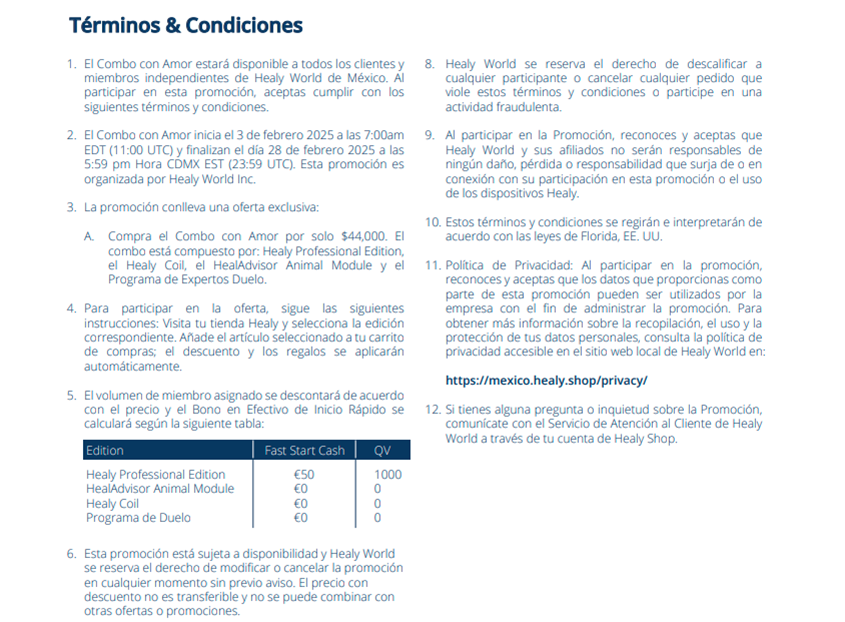 Términos & Condiciones
1. El Combo con Amor estará disponible a todos los clientes y
miembros independientes de Healy World de México. Al
participar en esta promoción, aceptas cumplir con los
siguientes términos y condiciones.
2. El Combo con Amor inicia el 3 de febrero 2025 a las 7:00am
EDT (11:00 UTC) y finalizan el día 28 de febrero 2025 a las
5:59 pm Hora CDMX EST (23:59 UTC). Esta promoción es
organizada por Healy World Inc.
3. La promoción conlleva una oferta exclusiva:
A. Compra el Combo con Amor por solo $44,000. El
combo está compuesto por: Healy Professional Edition,
el Healy Coil, el HealAdvisor Animal Module y el
Programa de Expertos Duelo.
4. Para participar en la oferta, sigue las siguientes
instrucciones: Visita tu tienda Healy y selecciona la edición
correspondiente. Añade el artículo seleccionado a tu carrito
de compras; el descuento y los regalos se aplicarán
automáticamente.
5. El volumen de miembro asignado se descontará de acuerdo
con el precio y el Bono en Efectivo de Inicio Rápido se
calculará según la siguiente tabla:
Edition Fast Start Cash QV
Healy Professional Edition €50 1000
HealAdvisor Animal Module €0 0
Healy Coil €0 0
Programa de Duelo €0 0
6. Esta promoción está sujeta a disponibilidad y Healy World
se reserva el derecho de modificar o cancelar la promoción
en cualquier momento sin previo aviso. El precio con
descuento no es transferible y no se puede combinar con
otras ofertas o promociones.
8. Healy World se reserva el derecho de descalificar a
cualquier participante o cancelar cualquier pedido que
viole estos términos y condiciones o participe en una
actividad fraudulenta.
9. Al participar en la Promoción, reconoces y aceptas que
Healy World y sus afiliados no serán responsables de
ningún daño, pérdida o responsabilidad que surja de o en
conexión con su participación en esta promoción o el uso
de los dispositivos Healy.
10. Estos términos y condiciones se regirán e interpretarán de
acuerdo con las leyes de Florida, EE. UU.
11. Política de Privacidad: Al participar en la promoción,
reconoces y aceptas que los datos que proporcionas como
parte de esta promoción pueden ser utilizados por la
empresa con el fin de administrar la promoción. Para
obtener más información sobre la recopilación, el uso y la
protección de tus datos personales, consulta la política de
privacidad accesible en el sitio web local de Healy World en:
https://mexico.healy.shop/privacy/
12. Si tienes alguna pregunta o inquietud sobre la Promoción,
comunícate con el Servicio de Atención al Cliente de Healy
World a través de tu cuenta de Healy Shop.